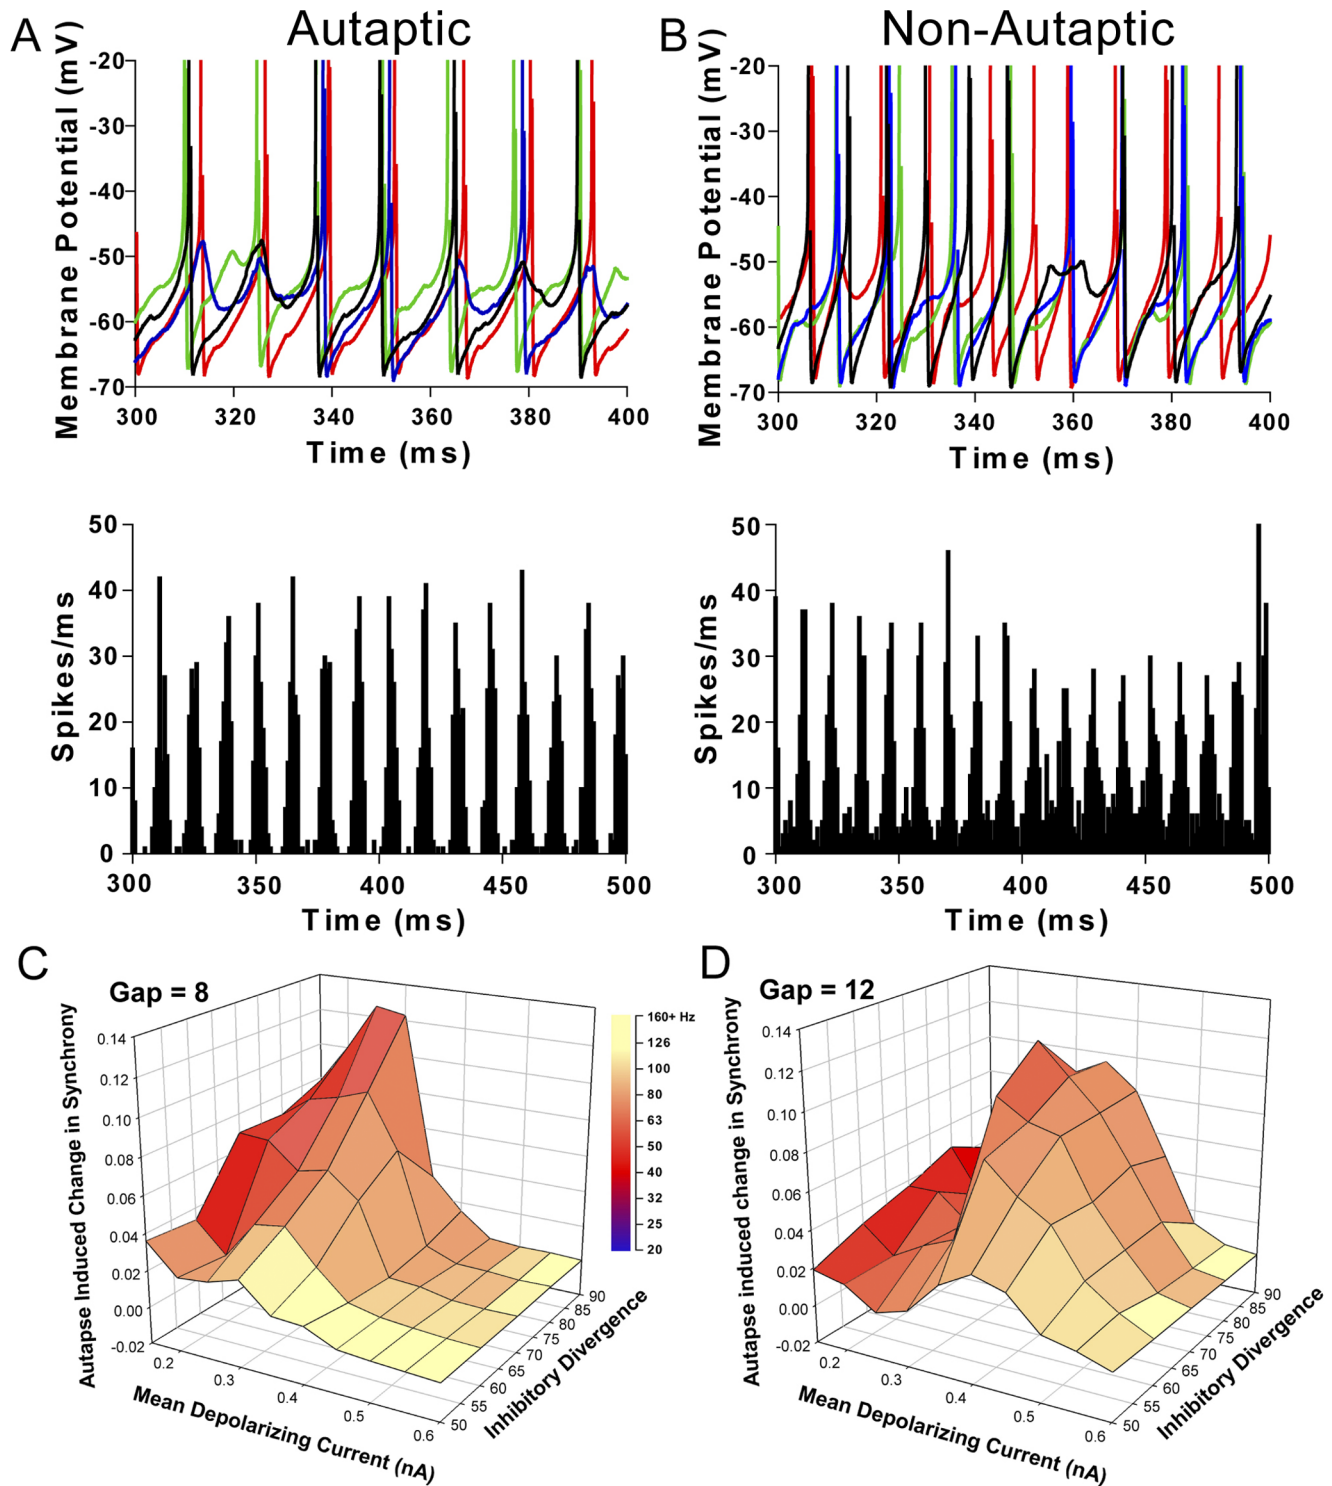 A
Autaptic
B
Non-Autaptic
Membrane Potential (mV)
-20
-30
-40
-50
-60
-70
300 320 340 360 380 400
Time (ms)
Membrane Potential (mV)
-20
-30
-40
-50
-60
-70
300 320 340 360 380 400
Time (ms)
Spikes/ms
50
40
30
20
10
0
300 350 400 450 500
Time (ms)
Spikes/ms
50
40
30
20
10
0
300 350 400 450 500
Time (ms)
C
Gap = 8
Autapse Induced Change in Synchrony
0.14
0.12
0.10
0.08
0.06
0.04
0.02
0.00
-0.02
0.2 0.3 0.4 0.5 0.6
Mean Depolarizing Current (nA)
50 55 60 65 70 75 80 85 90
Inhibitory Divergence
160+ Hz
126
100
80
63
50
40
32
25
20
D
Gap = 12
Autapse induced change in Synchrony
0.14
0.12
0.10
0.08
0.06
0.04
0.02
0.00
-0.02
0.2 0.3 0.4 0.5 0.6
Mean Depolarizing Current (nA)
50 55 60 65 70 75 80 85 90
Inhibitory Divergence